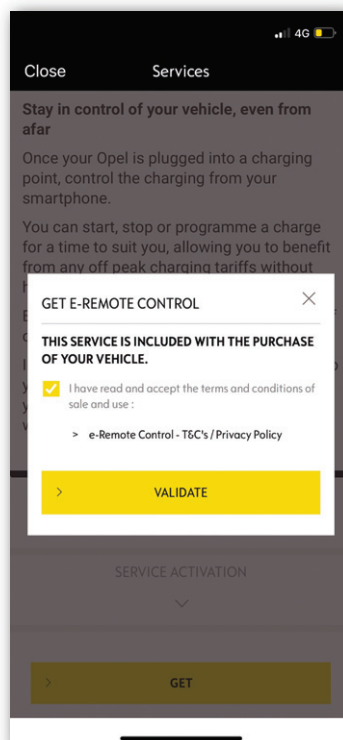 4G
Close Services
Stay in control of your vehicle, even from
afar
Once your Opel is plugged into a charging
point, control the charging from your
smartphone.
You can start, stop or programme a charge
for a time to suit you, allowing you to benefit
from any off peak charging tariffs without
GET E-REMOTE CONTROL
THIS SERVICE IS INCLUDED WITH THE PURCHASE
OF YOUR VEHICLE.
I have read and accept the terms and conditions of
sale and use :
> e-Remote Control - T&C's / Privacy Policy
> VALIDATE
SERVICE ACTIVATION
> GET